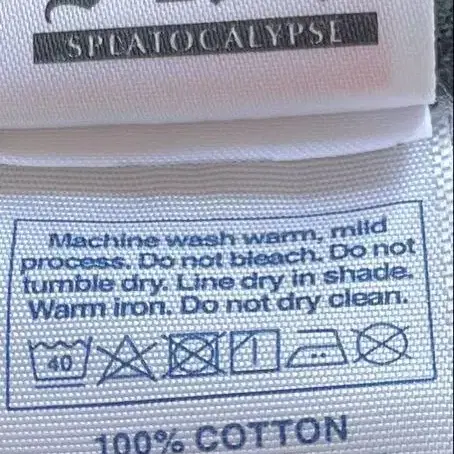 SPLATOCALYPSE
Machine wash warm, mild
process. Do not bleach. Do not
tumble dry. Line dry in shade.
Warm iron. Do not dry clean.
40
100% COTTON